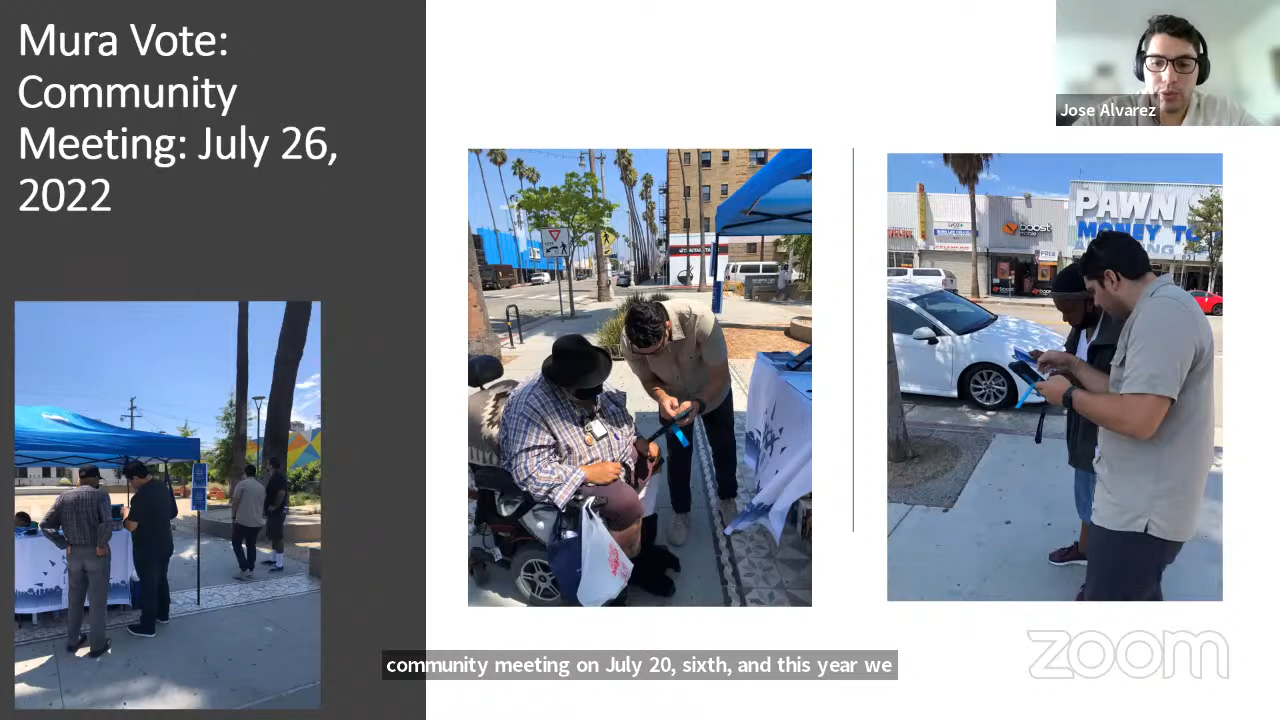 Mura Vote:
Community
Meeting: July 26,
2022
Jose Alvarez
boost
PAWN
community meeting on July 20, sixth, and this year we
zoom